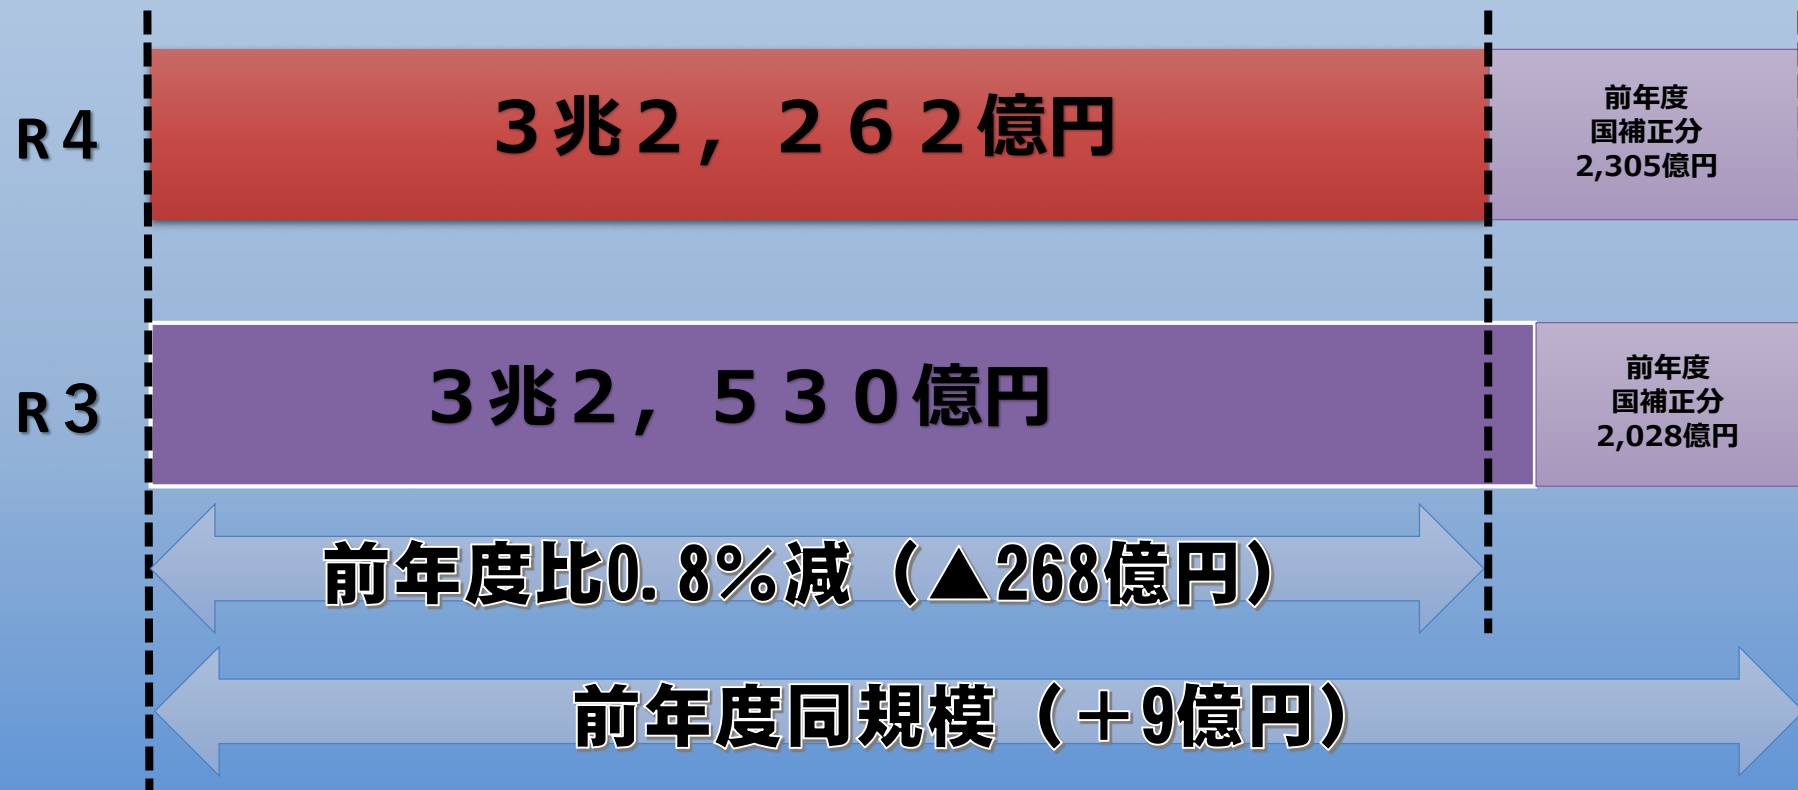 R4
3兆2，262億円
前年度
国補正分
2,305億円
R3
3兆2，530億円
前年度
国補正分
2,028億円
前年度比0.8％減（▲268億円）
前年度同規模（＋9億円）